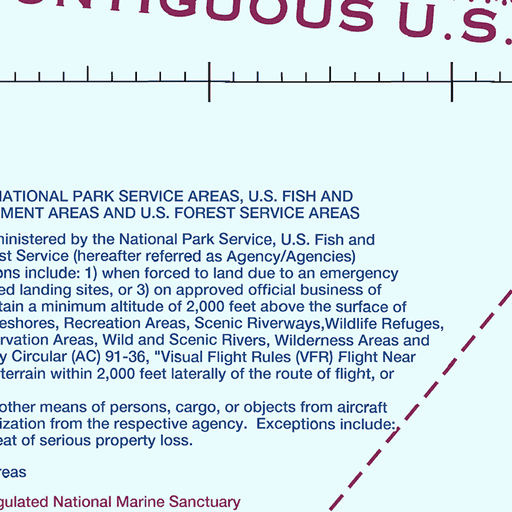 NTIGUOUS U.S.
NATIONAL PARK SERVICE AREAS, U.S. FISH AND
MENT AREAS AND U.S. FOREST SERVICE AREAS
ministered by the National Park Service, U.S. Fish and
st Service (hereafter referred as Agency/Agencies)
ons include: 1) when forced to land due to an emergency
ed landing sites, or 3) on approved official business of
tain a minimum altitude of 2,000 feet above the surface of
eshores, Recreation Areas, Scenic Riverways,Wildlife Refuges,
rvation Areas, Wild and Scenic Rivers, Wilderness Areas and
y Circular (AC) 91-36, "Visual Flight Rules (VFR) Flight Near
terrain within 2,000 feet laterally of the route of flight, or
other means of persons, cargo, or objects from aircraft
ization from the respective agency. Exceptions include:
eat of serious property loss.
reas
gulated National Marine Sanctuary